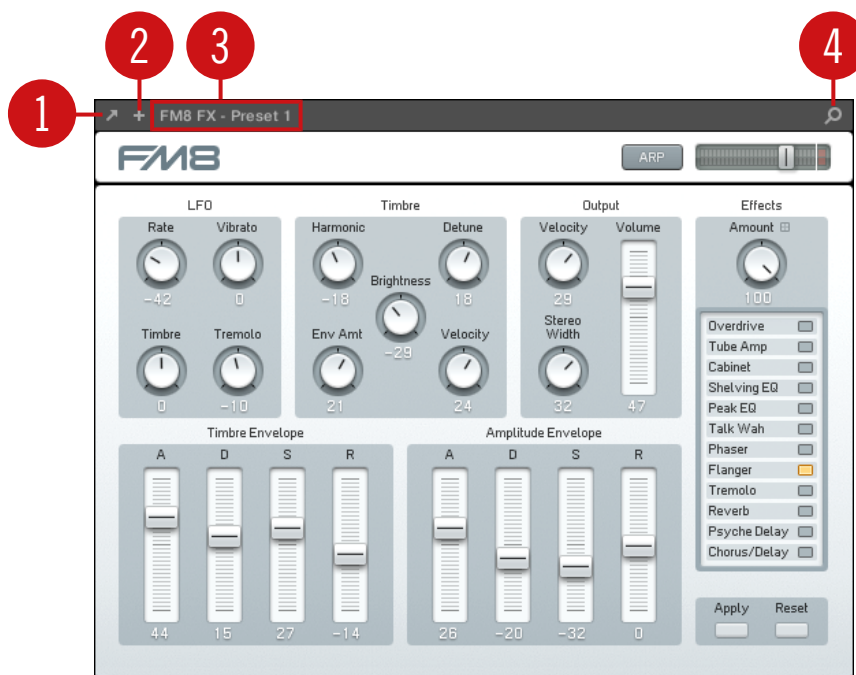 2 3 4
1
FM8 FX - Preset 1
FM8
ARP
LFO Timbre Output Effects
Rate Vibrato Harmonic Detune Velocity Volume Amount
-42 0 -18 Brightness 18 29 100
Timbre Tremolo Env Amt -29 Velocity Stereo Width
0 -10 21 24 32 47
Overdrive
Tube Amp
Cabinet
Shelving EQ
Peak EQ
Talk Wah
Phaser
Flanger
Tremolo
Reverb
Psyche Delay
Chorus/Delay
Timbre Envelope Amplitude Envelope
A D S R A D S R
44 15 27 -14 26 -20 -32 0
Apply Reset